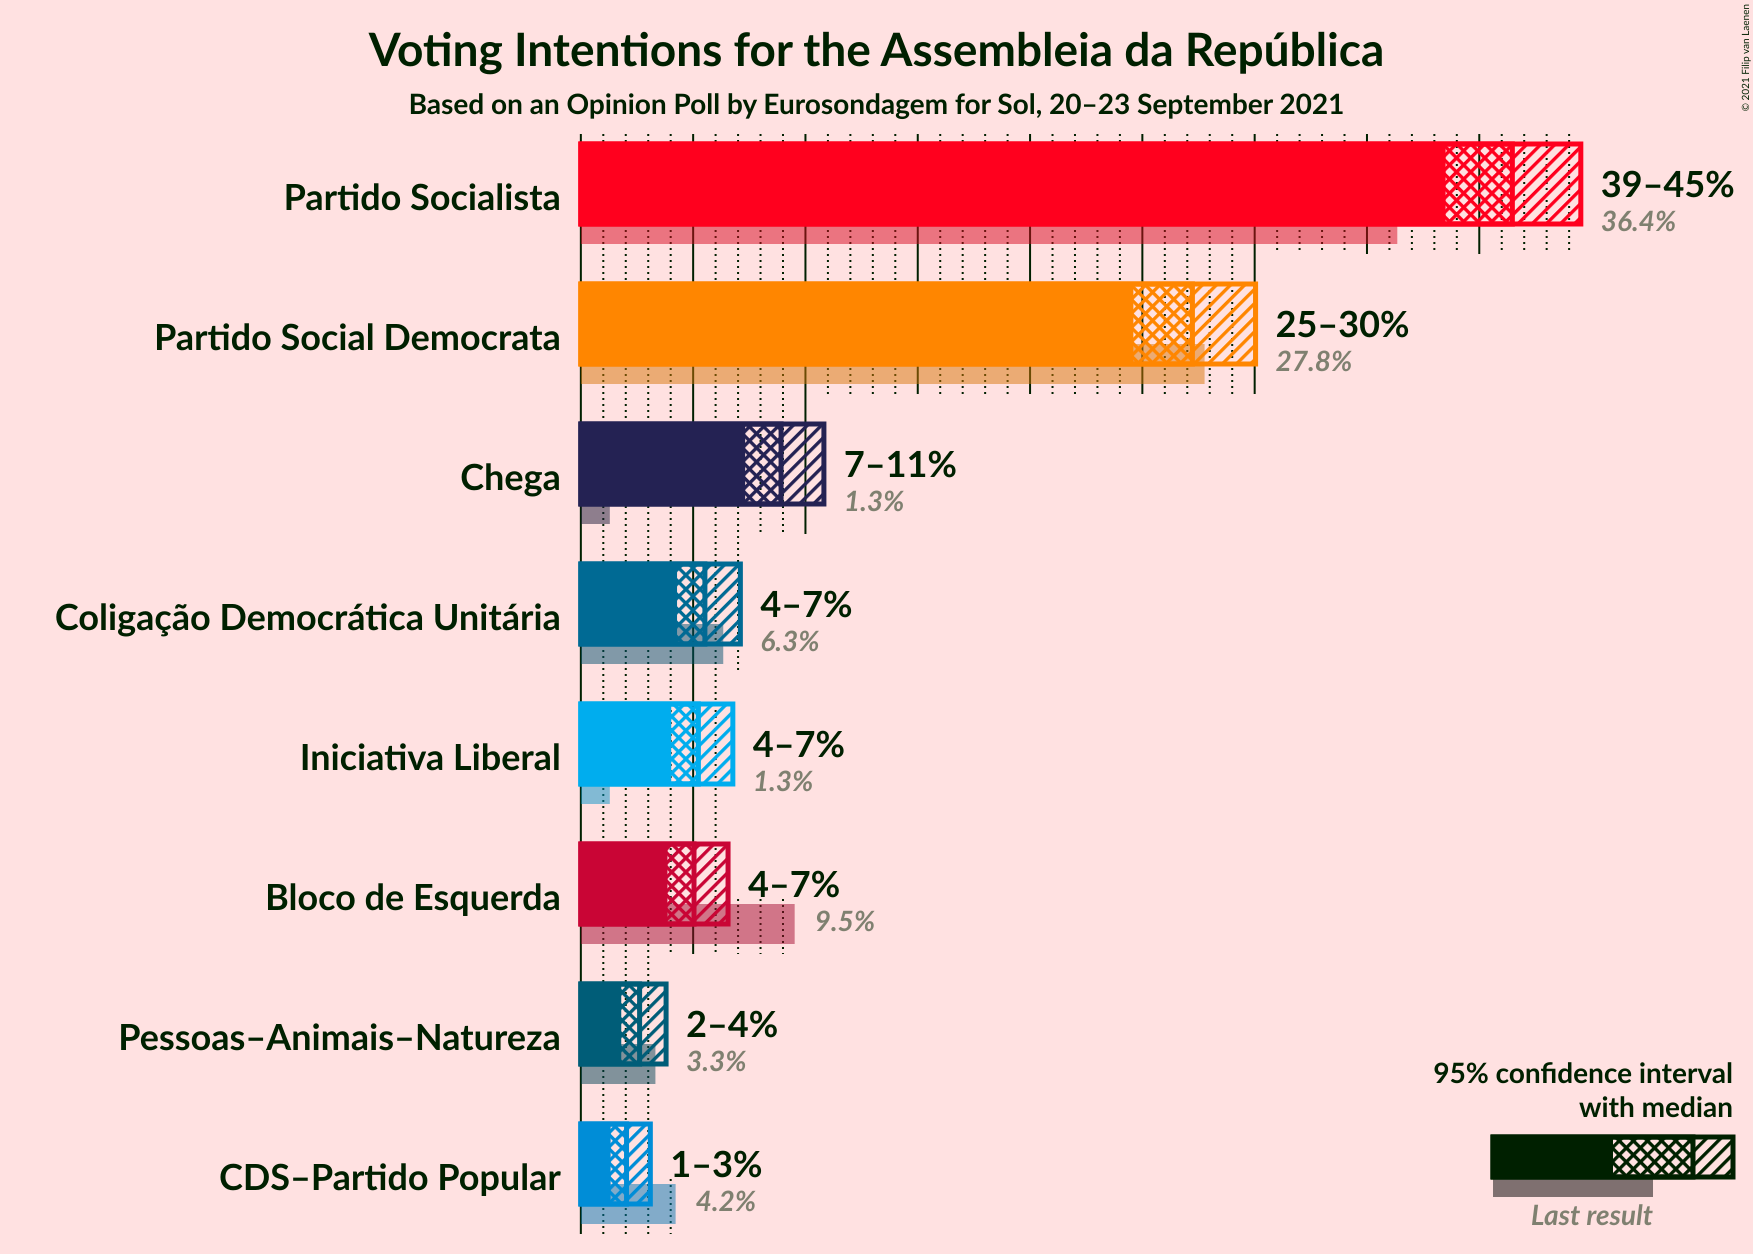 Voting Intentions for the Assembleia da República
Based on an Opinion Poll by Eurosondagem for Sol, 20–23 September 2021
© 2021 Filip van Laenen
Partido Socialista
39–45%
36.4%
Partido Social Democrata
25–30%
27.8%
Chega
7–11%
1.3%
Coligação Democrática Unitária
4–7%
6.3%
Iniciativa Liberal
4–7%
1.3%
Bloco de Esquerda
4–7%
9.5%
Pessoas–Animais–Natureza
2–4%
3.3%
CDS–Partido Popular
1–3%
4.2%
95% confidence interval
with median
Last result